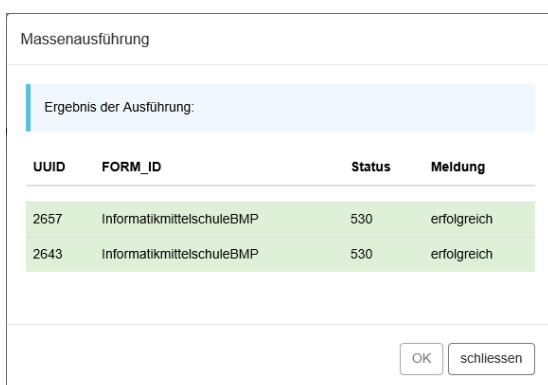 Massenausführung
Ergebnis der Ausführung:
UUID FORM_ID Status Meldung
2657 InformatikmittelschuleBMP 530 erfolgreich
2643 InformatikmittelschuleBMP 530 erfolgreich
OK schliessen